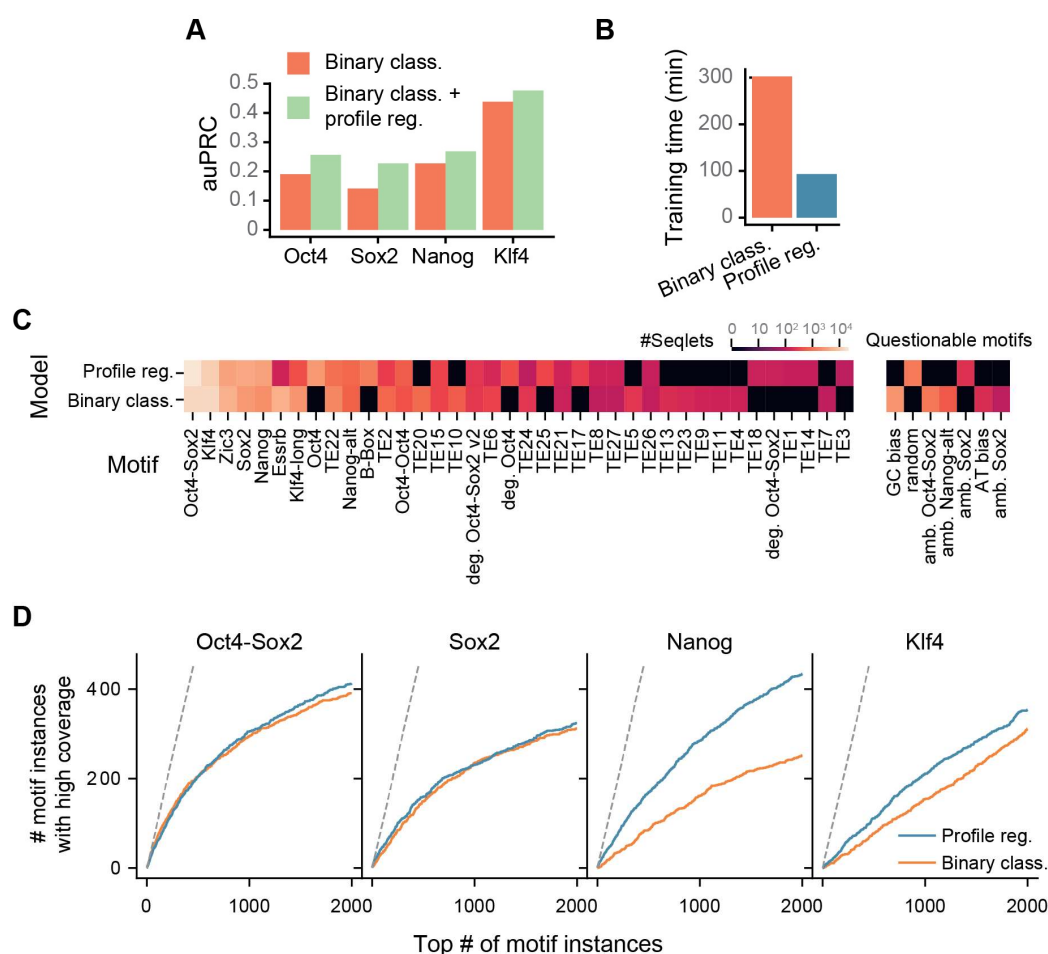 A
Binary class.
Binary class. +
profile reg.
auPRC
0.5
0.4
0.3
0.2
0.1
0
Oct4 Sox2 Nanog Klf4
B
Training time (min)
300
200
100
0
Binary class.
Profile reg.
C
#Seqlets
0 10 10² 10³ 10⁴
Questionable motifs
Model
Profile reg.
Binary class.
Motif
Oct4-Sox2
Klf4
Zic3
Sox2
Nanog
Essrb
Klf4-long
Oct4
TE22
Nanog-alt
B-Box
TE2
Oct4-Oct4
TE20
TE15
TE10
deg. Oct4-Sox2 v2
TE6
deg. Oct4
TE24
TE25
TE21
TE17
TE8
TE27
TE5
TE26
TE13
TE23
TE9
TE11
TE4
TE18
deg. Oct4-Sox2
TE1
TE14
TE7
TE3
GC bias
random
amb. Oct4-Sox2
amb. Nanog-alt
amb. Sox2
AT bias
amb. Sox2
D
Oct4-Sox2 Sox2 Nanog Klf4
# motif instances
with high coverage
400
200
0
Profile reg.
Binary class.
0 1000 2000 1000 2000 1000 2000 1000 2000
Top # of motif instances